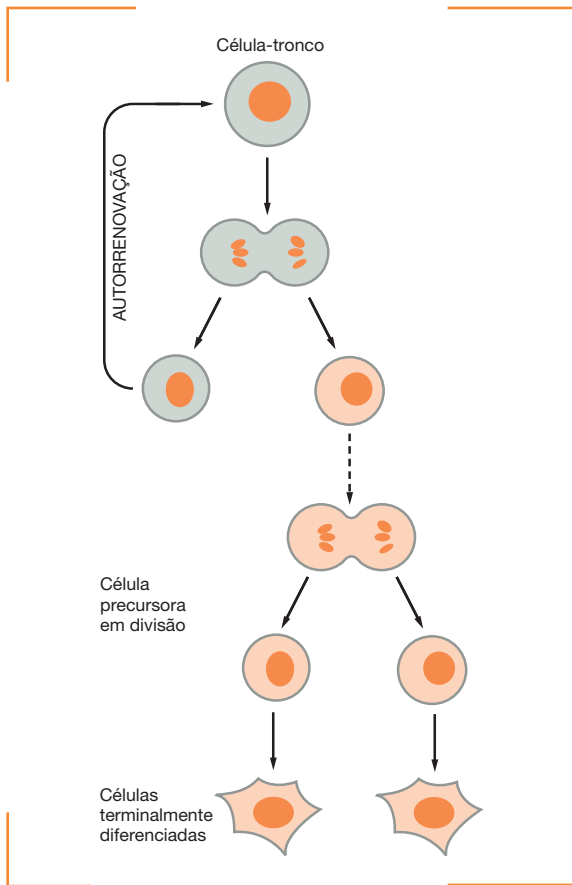 Célula-tronco
AUTORRENOVAÇÃO
Célula
precursora
em divisão
Células
terminalmente
diferenciadas